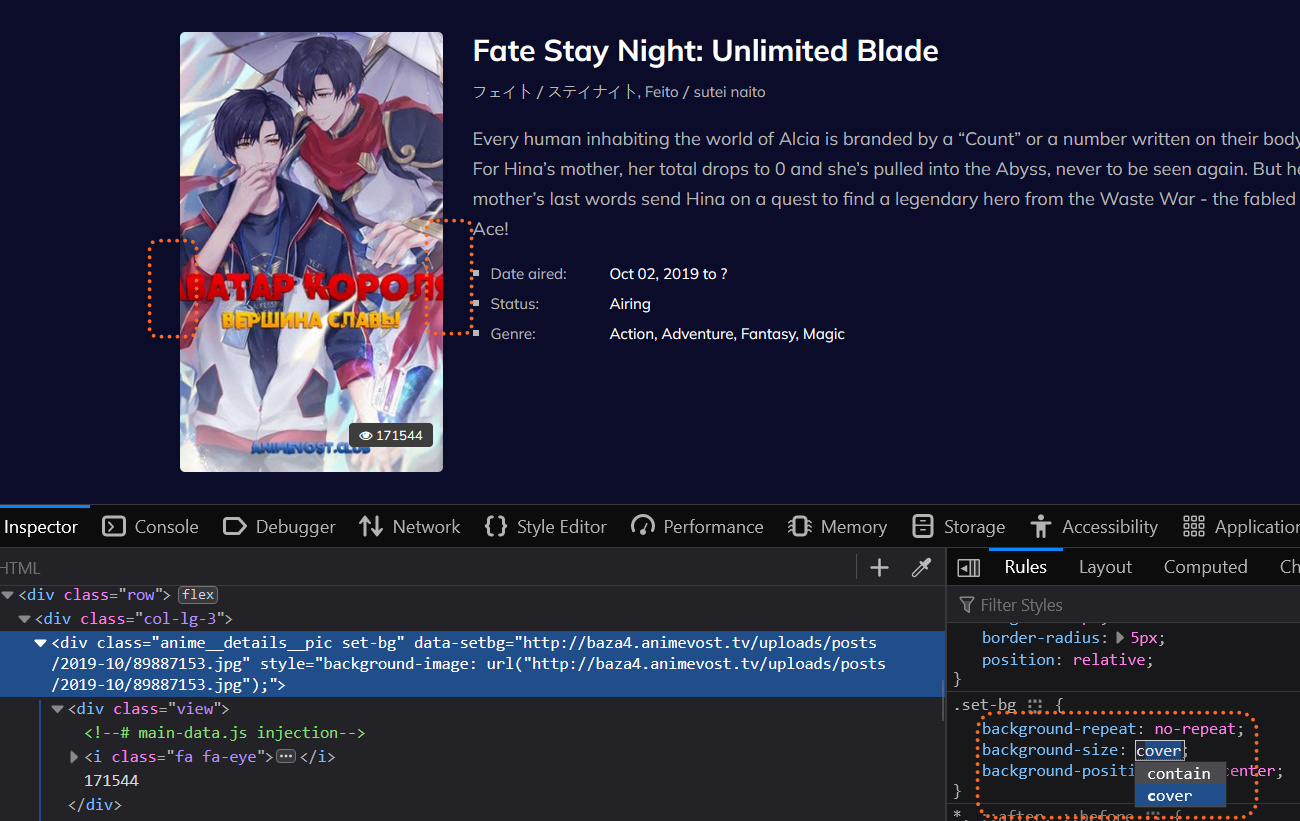 Fate Stay Night: Unlimited Blade
フェイト / ステイナイト, Feito / sutei naito
Every human inhabiting the world of Alcia is branded by a “Count” or a number written on their body
For Hina’s mother, her total drops to 0 and she’s pulled into the Abyss, never to be seen again. But he
mother’s last words send Hina on a quest to find a legendary hero from the Waste War - the fabled
Ace!
Date aired: Oct 02, 2019 to ?
Status: Airing
Genre: Action, Adventure, Fantasy, Magic
ВАТАР КОРОЛЯ
ВЕРШИНА СЛАВЫ
171544
ANIMEVOST.CLUB
Inspector Console Debugger Network Style Editor Performance Memory Storage Accessibility Application
HTML
Rules Layout Computed Ch
Filter Styles
<div class="row"> flex
<div class="col-lg-3">
<div class="anime__details__pic set-bg" data-setbg="http://baza4.animevost.tv/uploads/posts
/2019-10/89887153.jpg" style="background-image: url("http://baza4.animevost.tv/uploads/posts
/2019-10/89887153.jpg");">
<div class="view">
<!--# main-data.js injection-->
<i class="fa fa-eye"></i>
171544
</div>
border-radius: 5px;
position: relative;
}
.set-bg {
background-repeat: no-repeat;
background-size: cover;
background-positi center;
contain
cover
}
*, ::after, ::before {